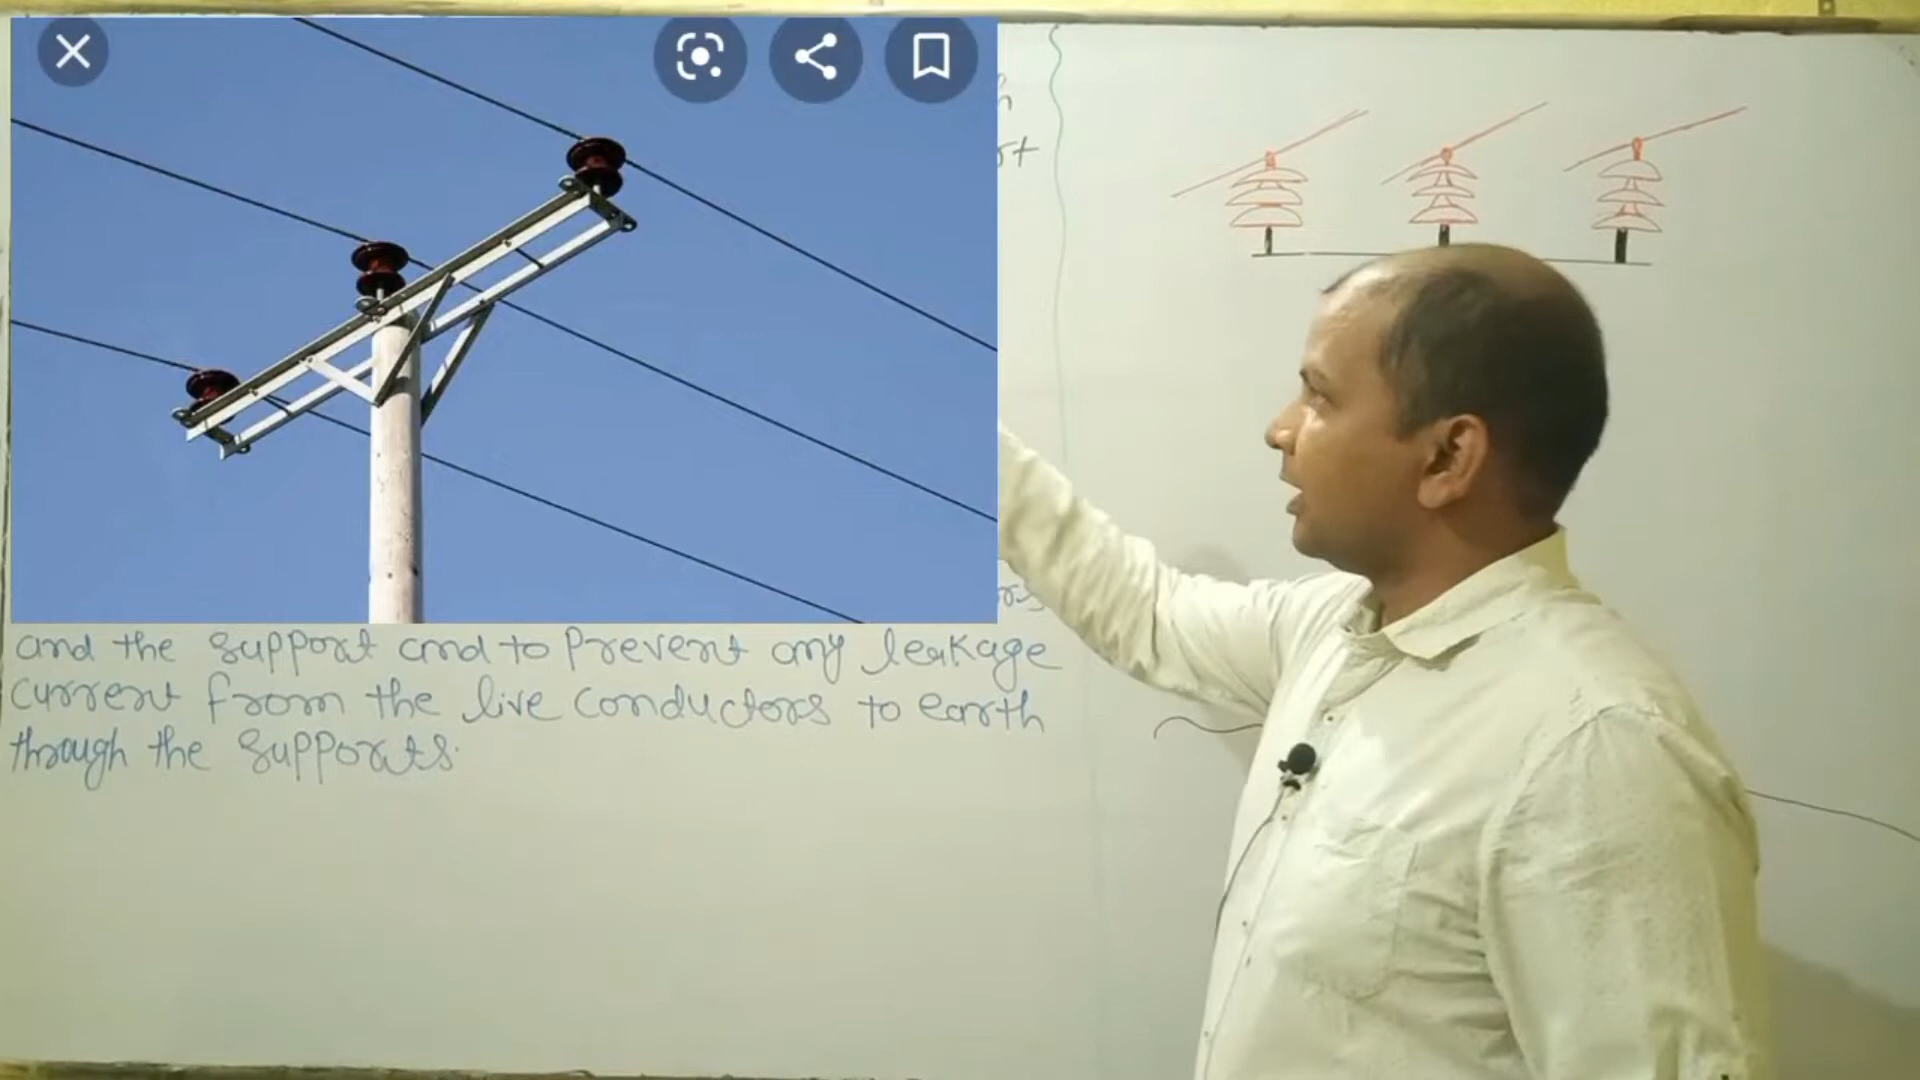 and the support and to prevent any leakage
current from the live conductors to earth
through the supports.